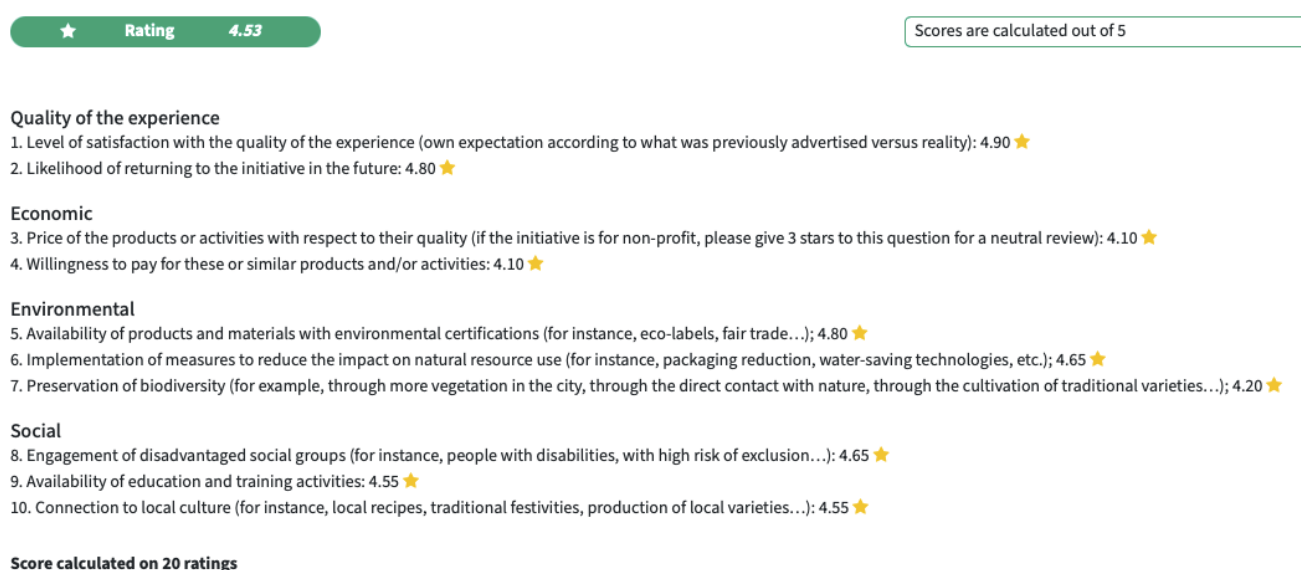 Rating 4.53
Scores are calculated out of 5
Quality of the experience
1. Level of satisfaction with the quality of the experience (own expectation according to what was previously advertised versus reality): 4.90
2. Likelihood of returning to the initiative in the future: 4.80
Economic
3. Price of the products or activities with respect to their quality (if the initiative is for non-profit, please give 3 stars to this question for a neutral review): 4.10
4. Willingness to pay for these or similar products and/or activities: 4.10
Environmental
5. Availability of products and materials with environmental certifications (for instance, eco-labels, fair trade…); 4.80
6. Implementation of measures to reduce the impact on natural resource use (for instance, packaging reduction, water-saving technologies, etc.); 4.65
7. Preservation of biodiversity (for example, through more vegetation in the city, through the direct contact with nature, through the cultivation of traditional varieties…); 4.20
Social
8. Engagement of disadvantaged social groups (for instance, people with disabilities, with high risk of exclusion…): 4.65
9. Availability of education and training activities: 4.55
10. Connection to local culture (for instance, local recipes, traditional festivities, production of local varieties…): 4.55
Score calculated on 20 ratings